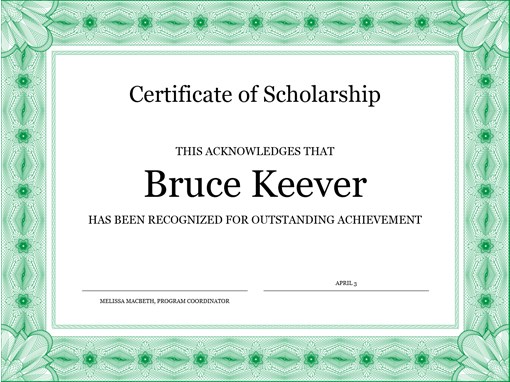 Certificate of Scholarship
THIS ACKNOWLEDGES THAT
Bruce Keever
HAS BEEN RECOGNIZED FOR OUTSTANDING ACHIEVEMENT
APRIL 3
MELISSA MACBETH, PROGRAM COORDINATOR